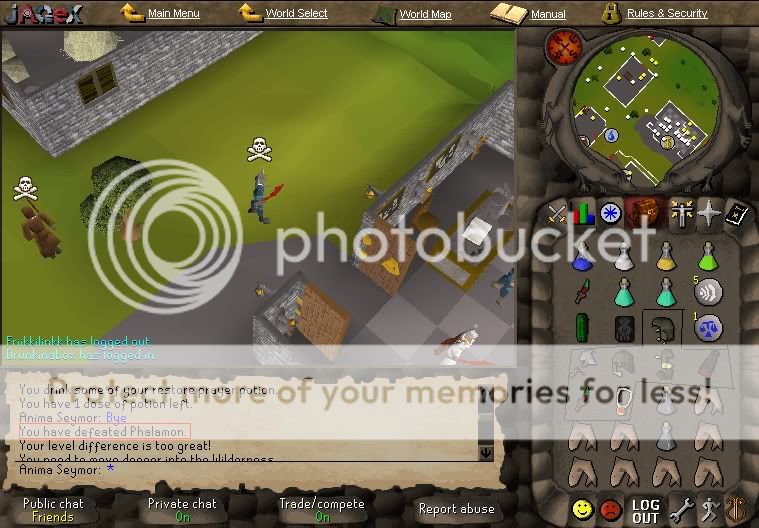 JAGeX
Main Menu
World Select
World Map
Manual
Rules & Security
photobucket
Frikkilinkk has logged out.
Drunkinabox has logged in.
Protect more of your memories for less!
You drink some of your restore prayer potion.
You have 1 dose of potion left.
Anima Seymor: Bye
You have defeated Phalamon.
Your level difference is too great!
You need to move deeper into the Wilderness
Anima Seymor: *
5
1
LOG
OUT
Public chat
Friends
Private chat
On
Trade/compete
On
Report abuse